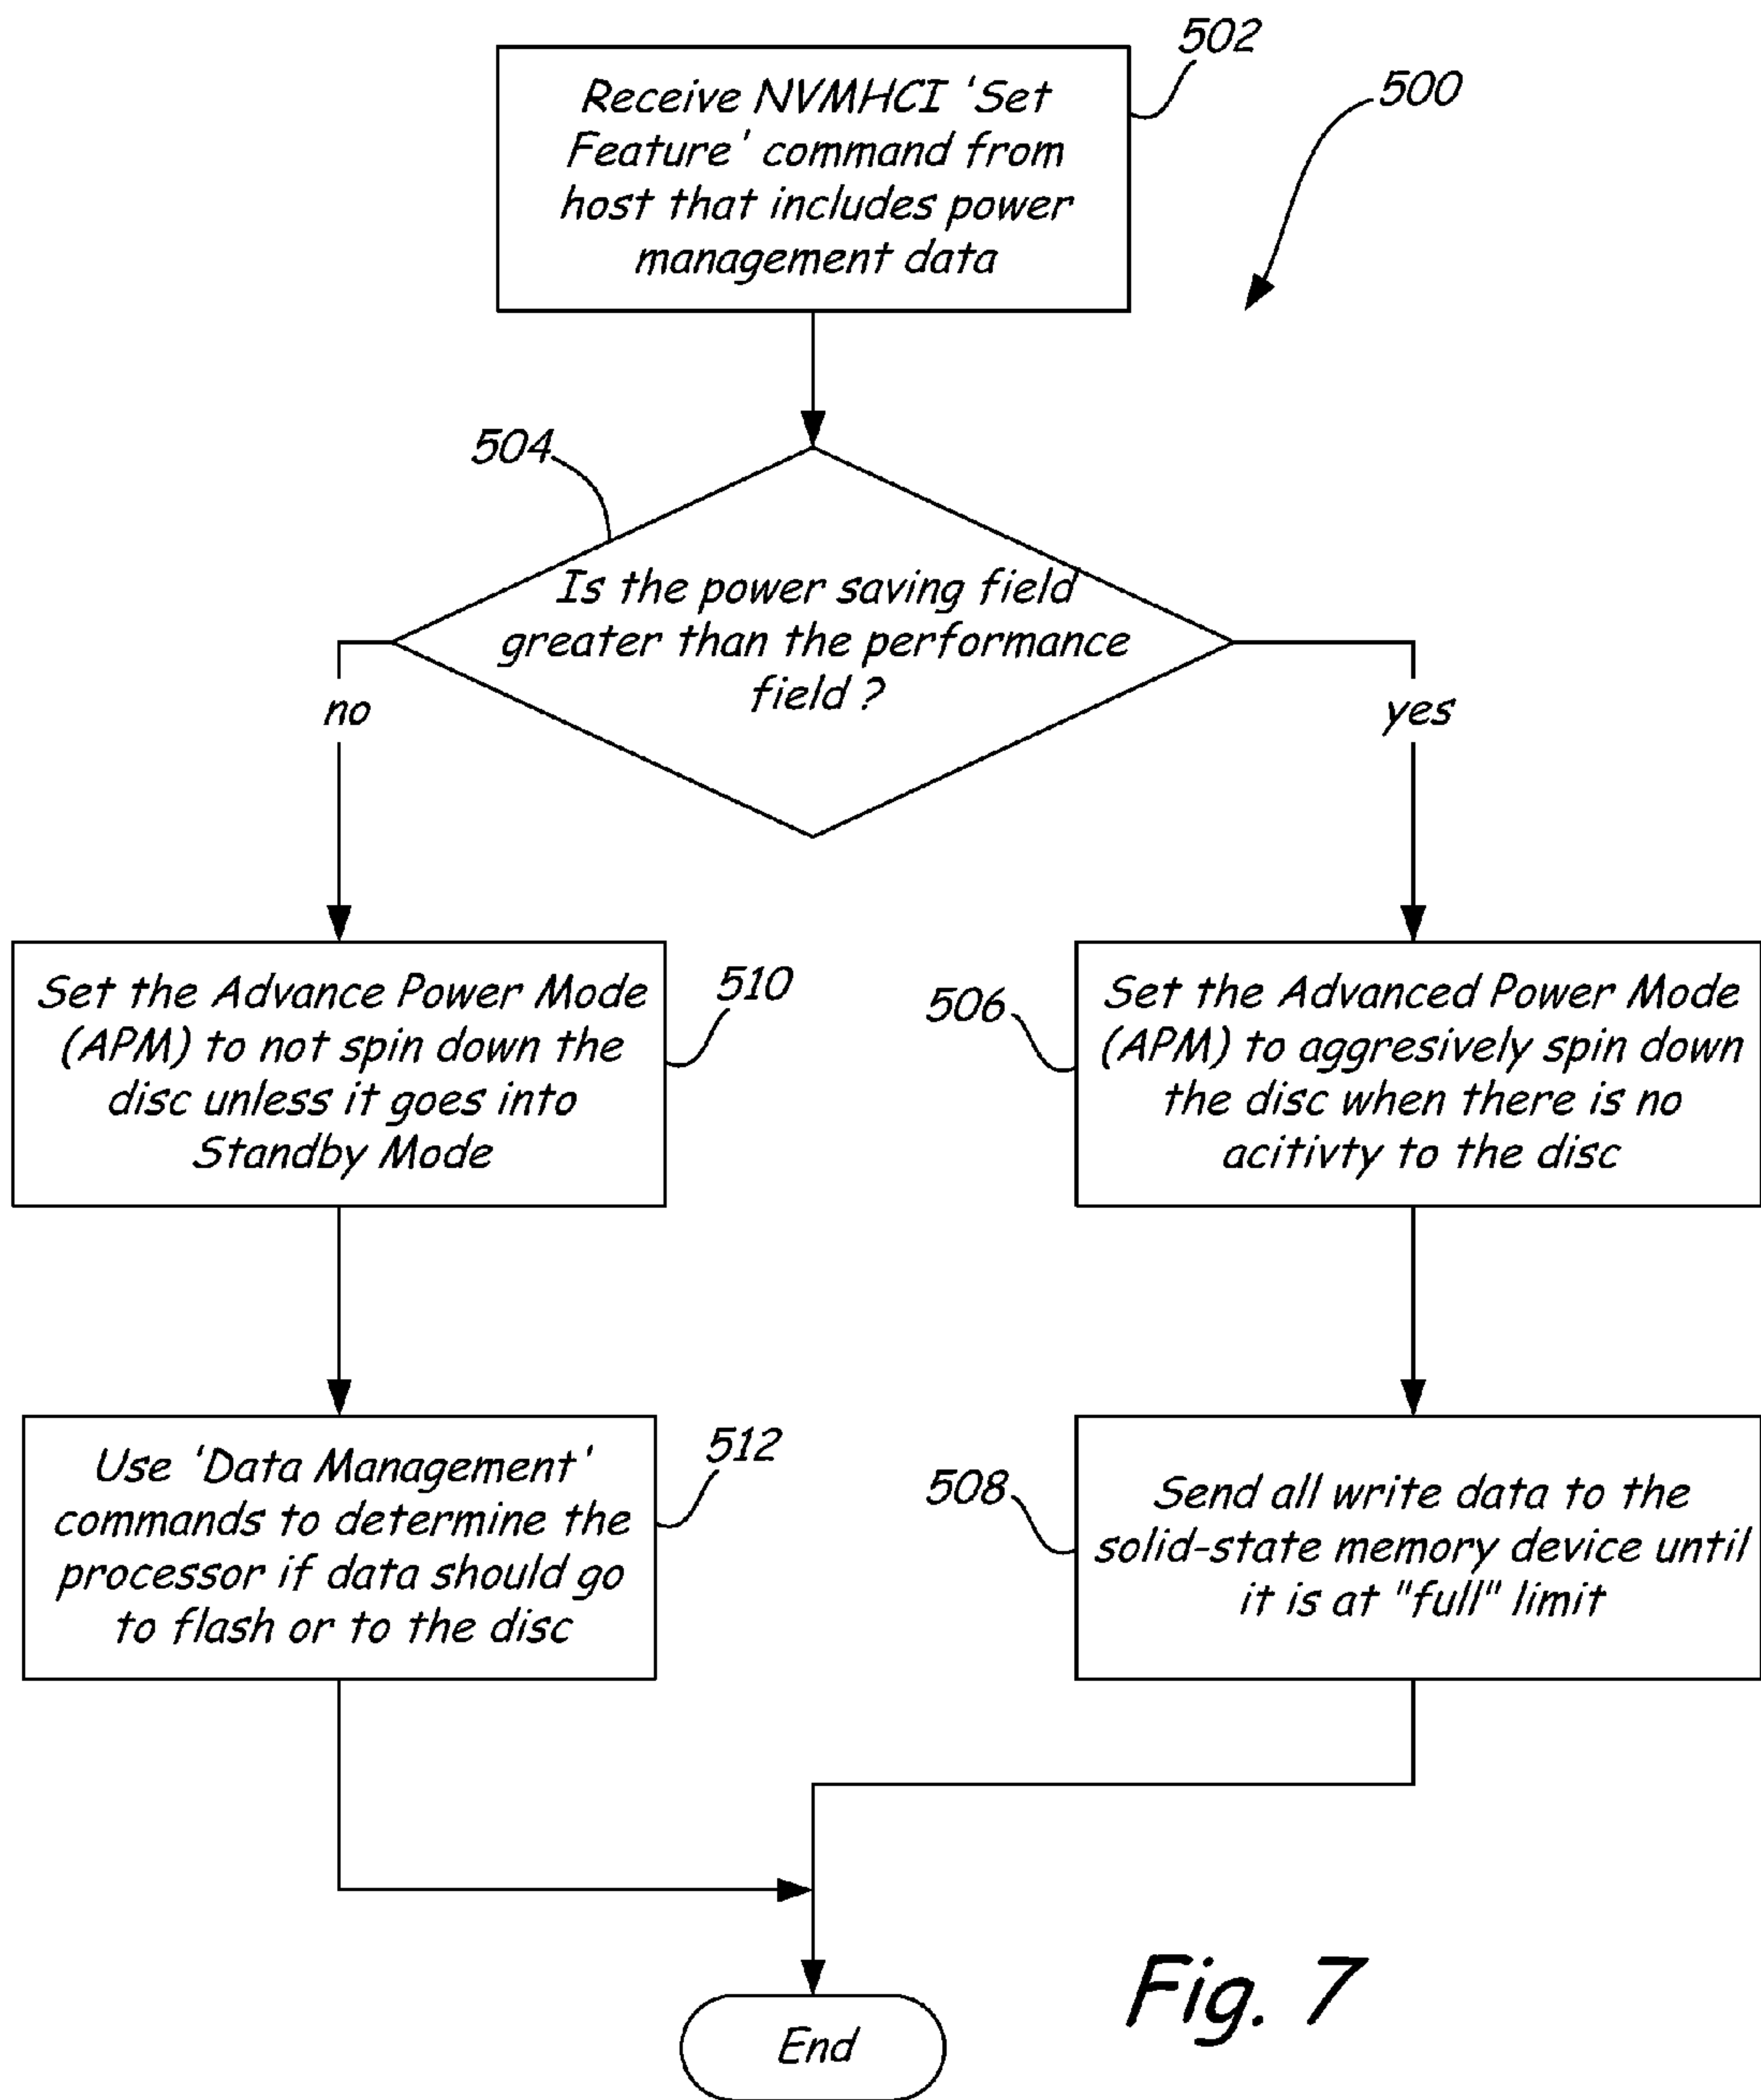 502
500
Receive NVMHCI 'Set
Feature' command from
host that includes power
management data
504
Is the power saving field
greater than the performance
field ?
no
yes
Set the Advance Power Mode
(APM) to not spin down the
disc unless it goes into
Standby Mode
510
506
Set the Advanced Power Mode
(APM) to aggresively spin down
the disc when there is no
acitivty to the disc
Use 'Data Management'
commands to determine the
processor if data should go
to flash or to the disc
512
508
Send all write data to the
solid-state memory device until
it is at "full" limit
End
Fig. 7